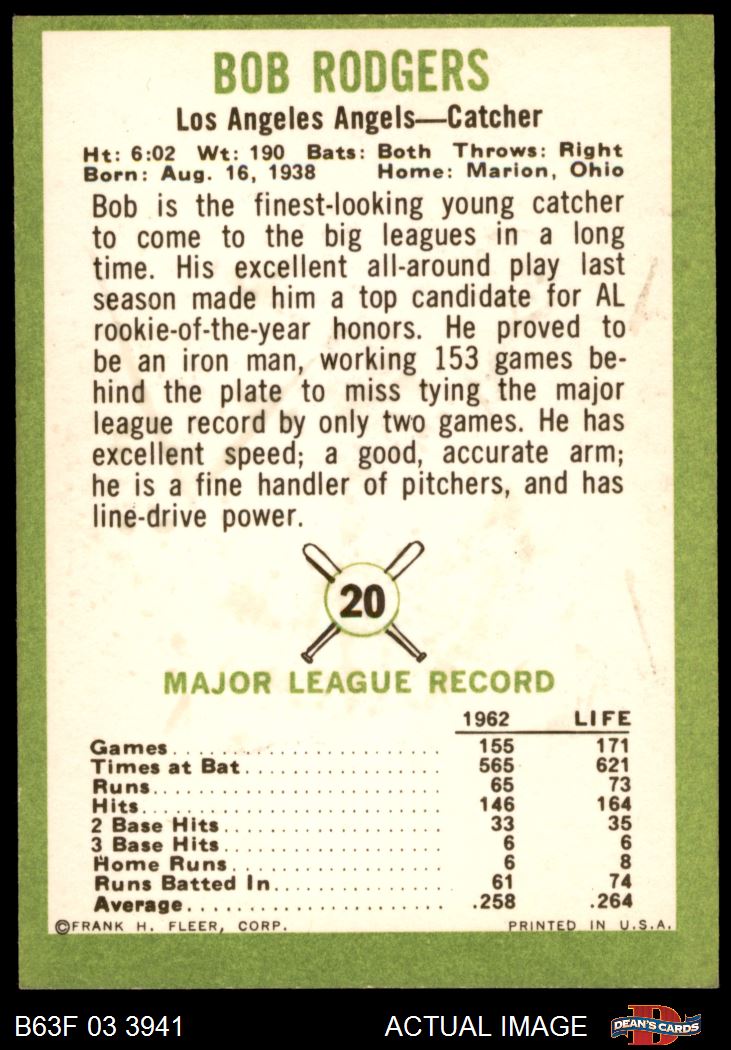 BOB RODGERS
Los Angeles Angels—Catcher
Ht: 6:02 Wt: 190 Bats: Both Throws: Right
Born: Aug. 16, 1938 Home: Marion, Ohio
Bob is the finest-looking young catcher
to come to the big leagues in a long
time. His excellent all-around play last
season made him a top candidate for AL
rookie-of-the-year honors. He proved to
be an iron man, working 153 games be-
hind the plate to miss tying the major
league record by only two games. He has
excellent speed; a good, accurate arm;
he is a fine handler of pitchers, and has
line-drive power.
20
MAJOR LEAGUE RECORD
1962 LIFE
Games. . . . . . . . . . . . . . . . . . . . . . 155 171
Times at Bat. . . . . . . . . . . . . . . . 565 621
Runs. . . . . . . . . . . . . . . . . . . . . . . 65 73
Hits. . . . . . . . . . . . . . . . . . . . . . . . 146 164
2 Base Hits. . . . . . . . . . . . . . . . . . 33 35
3 Base Hits. . . . . . . . . . . . . . . . . . 6 6
Home Runs. . . . . . . . . . . . . . . . . 6 8
Runs Batted In. . . . . . . . . . . . . . 61 74
Average. . . . . . . . . . . . . . . . . . . . .258 .264
©FRANK H. FLEER, CORP. PRINTED IN U.S.A.
B63F 03 3941 ACTUAL IMAGE D DEAN'S CARDS